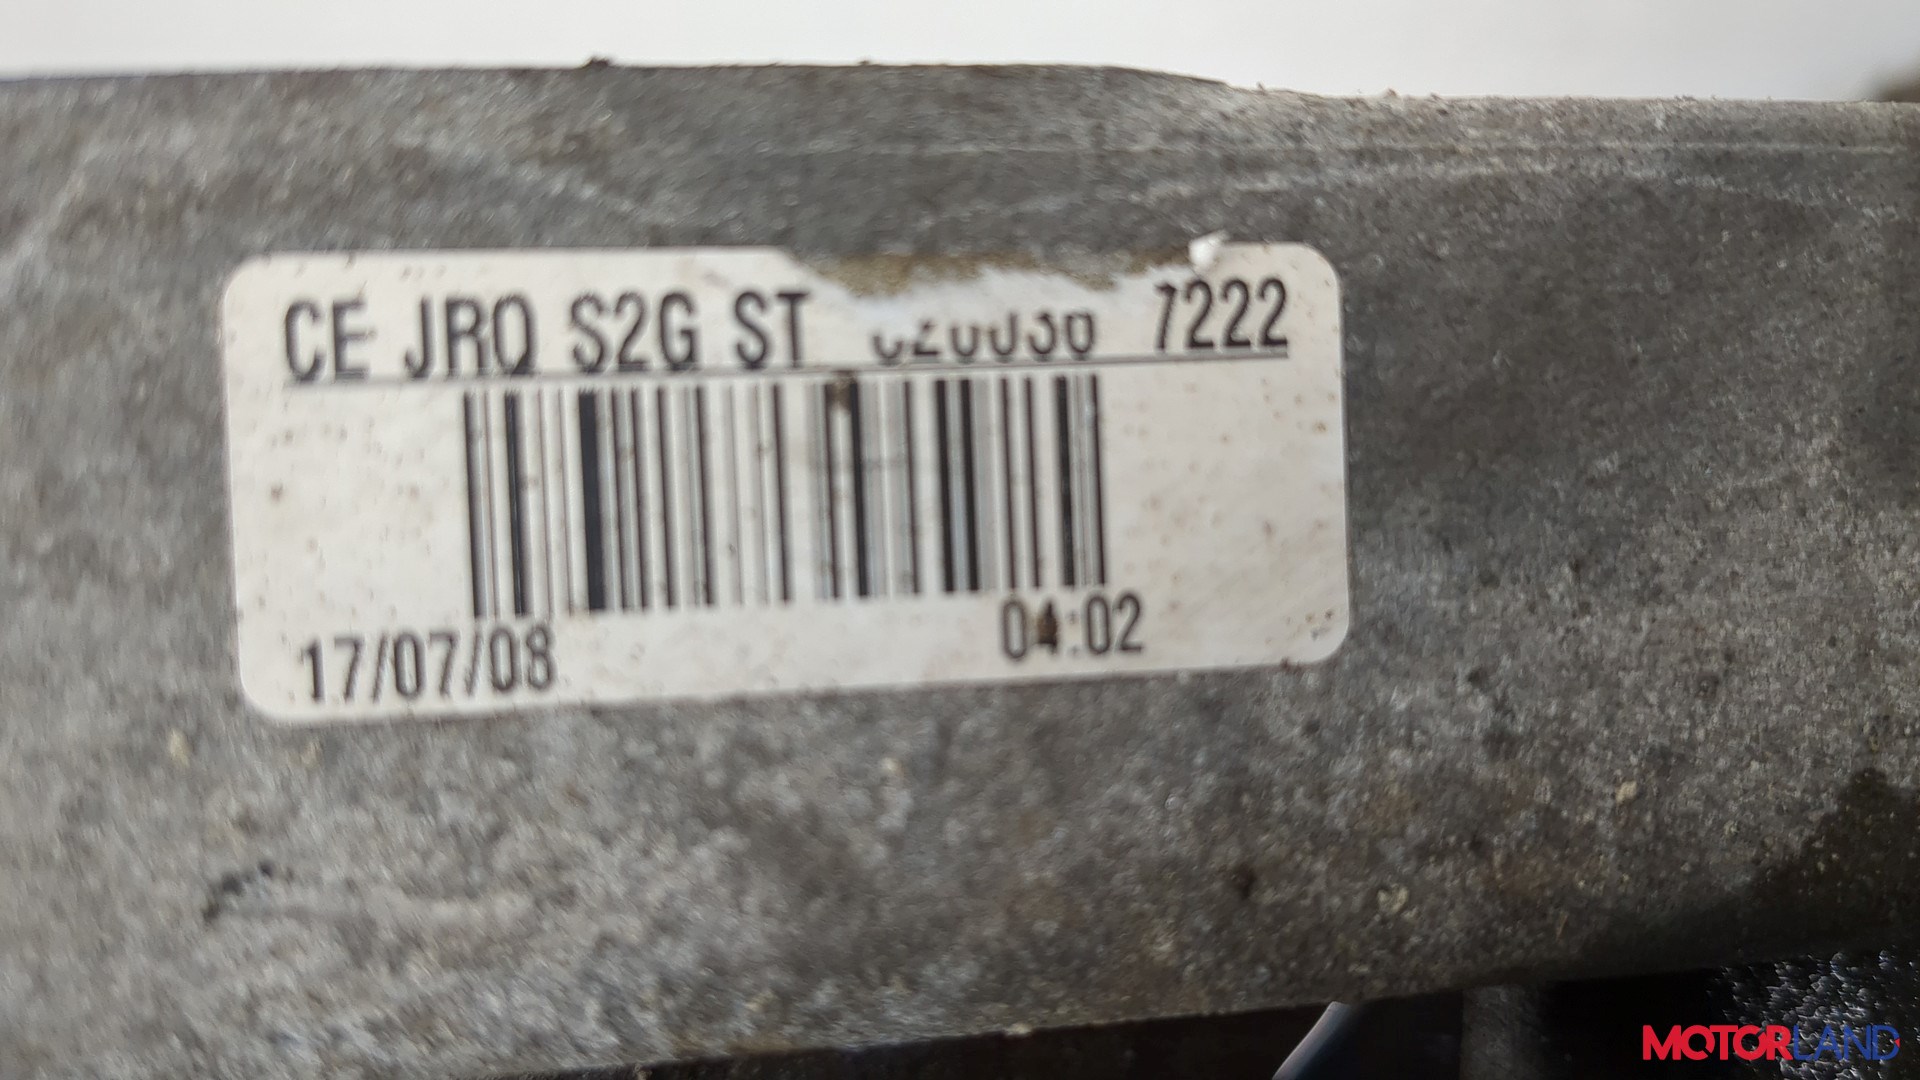 CE JRQ S2G ST 7222
17/07/08 04:02
MOTORLAND